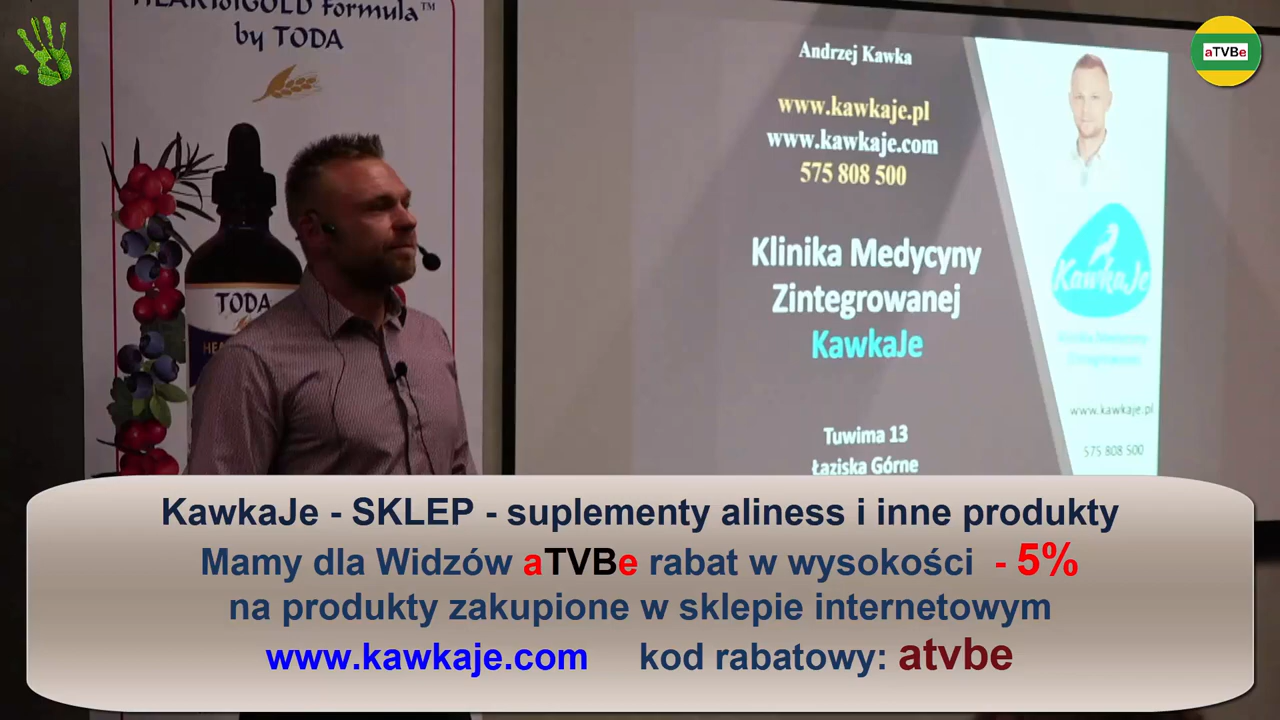 HEARTofGOLD Formula™
by TODA
TODA
aTVBe
Andrzej Kawka
www.kawkaje.pl
www.kawkaje.com
575 808 500
Klinika Medycyny
Zintegrowanej
KawkaJe
Tuwima 13
Łaziska Górne
KawkaJe
www.kawkaje.pl
575 808 500
KawkaJe - SKLEP - suplementy aliness i inne produkty
Mamy dla Widzów aTVBe rabat w wysokości - 5%
na produkty zakupione w sklepie internetowym
www.kawkaje.com kod rabatowy: atvbe